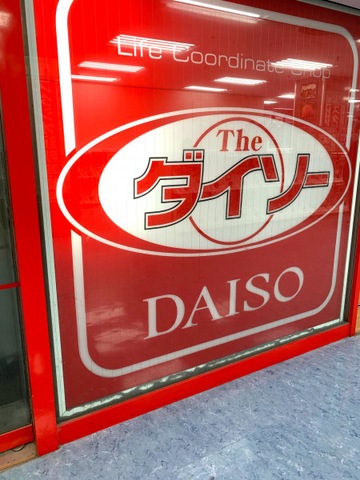 Life Coordinate Shop
The
ダイソー
DAISO